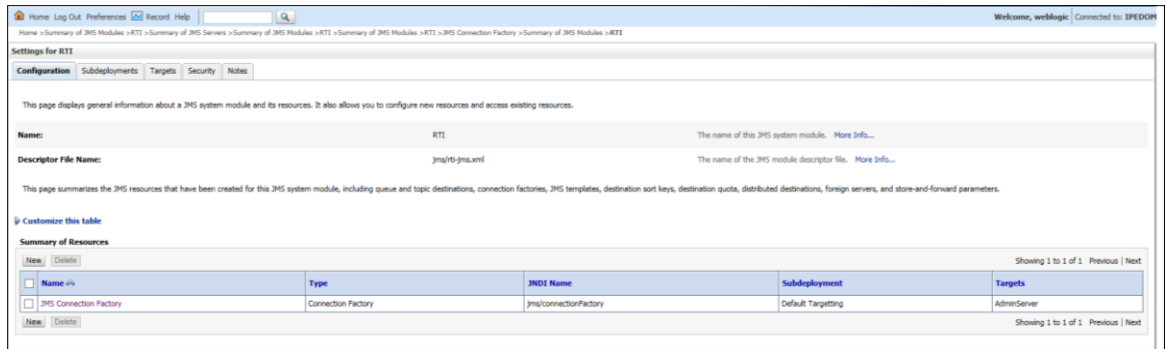 Home Log Out Preferences Record Help Welcome, weblogic Connected to: IPEDOM
Home >Summary of JMS Modules >RTI >Summary of JMS Servers >Summary of JMS Modules >RTI >Summary of JMS Modules >RTI >JMS Connection Factory >Summary of JMS Modules >RTI
Settings for RTI
Configuration Subdeployments Targets Security Notes
This page displays general information about a JMS system module and its resources. It also allows you to configure new resources and access existing resources.
Name: RTI The name of this JMS system module. More Info...
Descriptor File Name: jms/rti-jms.xml The name of the JMS module descriptor file. More Info...
This page summarizes the JMS resources that have been created for this JMS system module, including queue and topic destinations, connection factories, JMS templates, destination sort keys, destination quota, distributed destinations, foreign servers, and store-and-forward parameters.
Customize this table
Summary of Resources
New Delete Showing 1 to 1 of 1 Previous | Next
Name Type JNDI Name Subdeployment Targets
JMS Connection Factory Connection Factory jms/connectionFactory Default Targetting AdminServer
New Delete Showing 1 to 1 of 1 Previous | Next